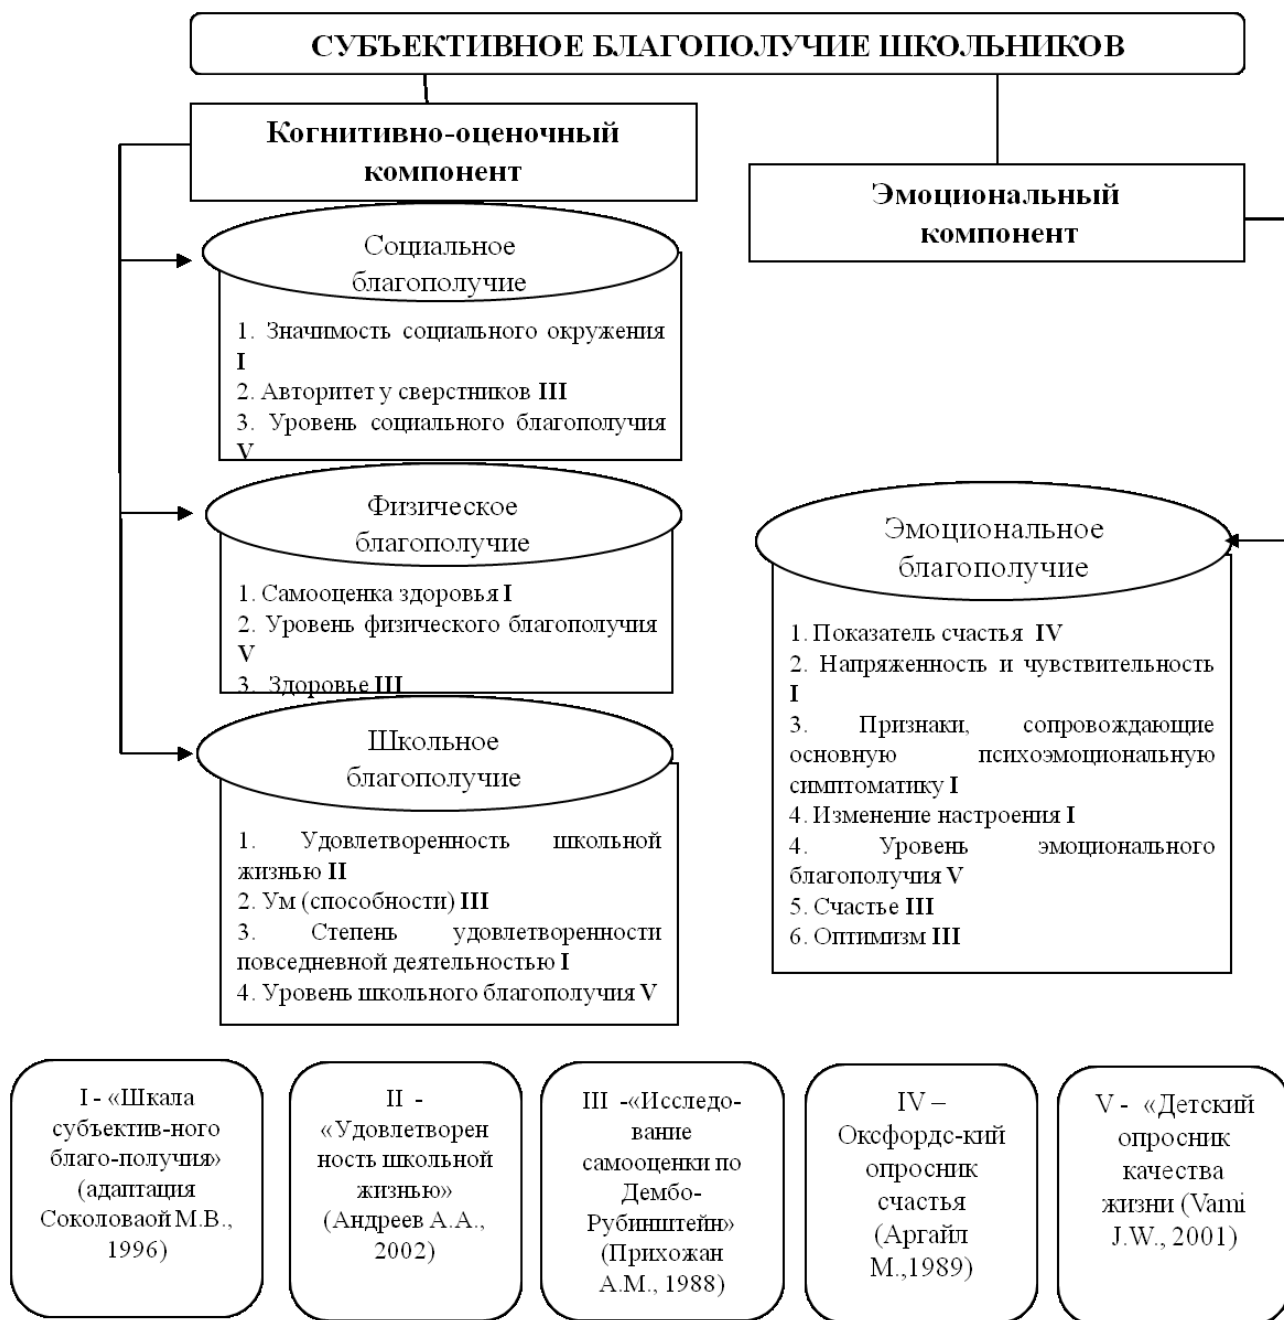 СУБЪЕКТИВНОЕ БЛАГОПОЛУЧИЕ ШКОЛЬНИКОВ
Когнитивно-оценочный
компонент
Эмоциональный
компонент
Социальное
благополучие
1. Значимость социального окружения
I
2. Авторитет у сверстников III
3. Уровень социального благополучия
V
Физическое
благополучие
1. Самооценка здоровья I
2. Уровень физического благополучия
V
3. Здоровье III
Школьное
благополучие
1. Удовлетворенность школьной
жизнью II
2. Ум (способности) III
3. Степень удовлетворенности
повседневной деятельностью I
4. Уровень школьного благополучия V
Эмоциональное
благополучие
1. Показатель счастья IV
2. Напряженность и чувствительность
I
3. Признаки, сопровождающие
основную психоэмоциональную
симптоматику I
4. Изменение настроения I
4. Уровень эмоционального
благополучия V
5. Счастье III
6. Оптимизм III
I - «Шкала
субъектив-ного
благо-получия»
(адаптация
Соколоваой М.В.,
1996)
II -
«Удовлетворен
ность школьной
жизнью»
(Андреев А.А.,
2002)
III -«Исследо-
вание
самооценки по
Дембо-
Рубинштейн»
(Прихожан
А.М., 1988)
IV –
Оксфордс-кий
опросник
счастья
(Аргайл
М.,1989)
V - «Детский
опросник
качества
жизни (Vami
J.W., 2001)